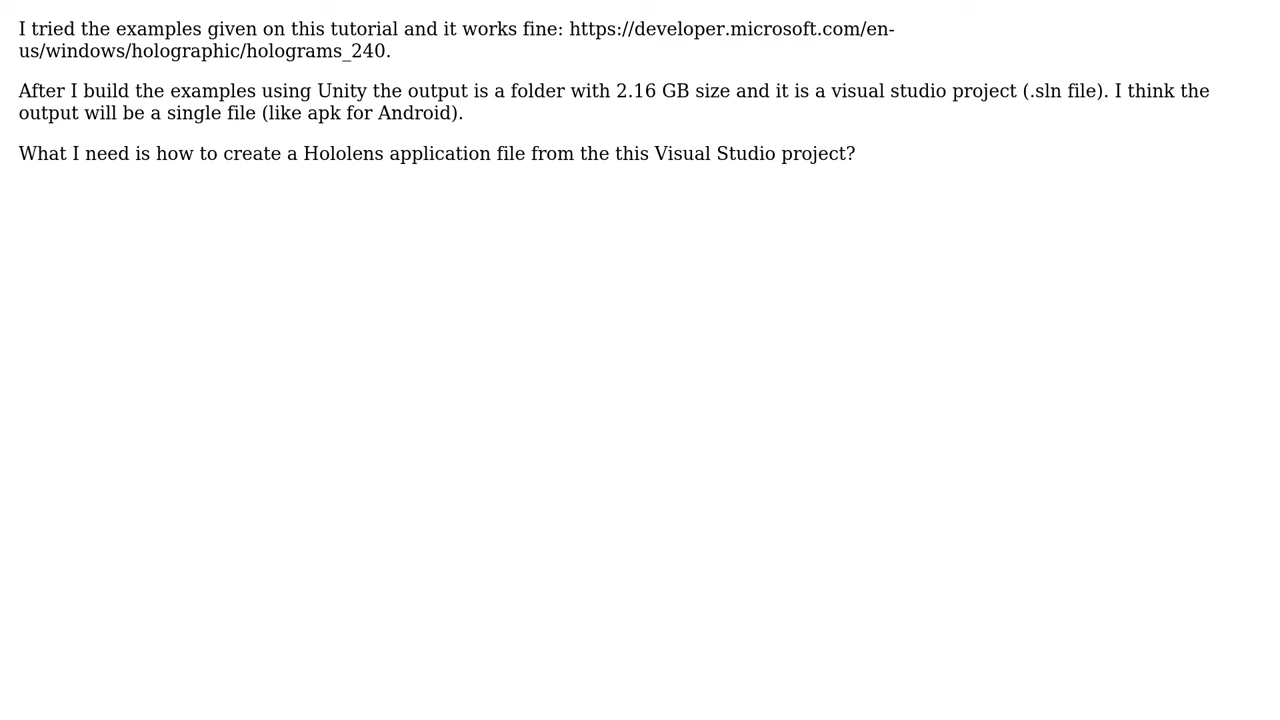 I tried the examples given on this tutorial and it works fine: https://developer.microsoft.com/en-
us/windows/holographic/holograms_240.
After I build the examples using Unity the output is a folder with 2.16 GB size and it is a visual studio project (.sln file). I think the
output will be a single file (like apk for Android).
What I need is how to create a Hololens application file from the this Visual Studio project?